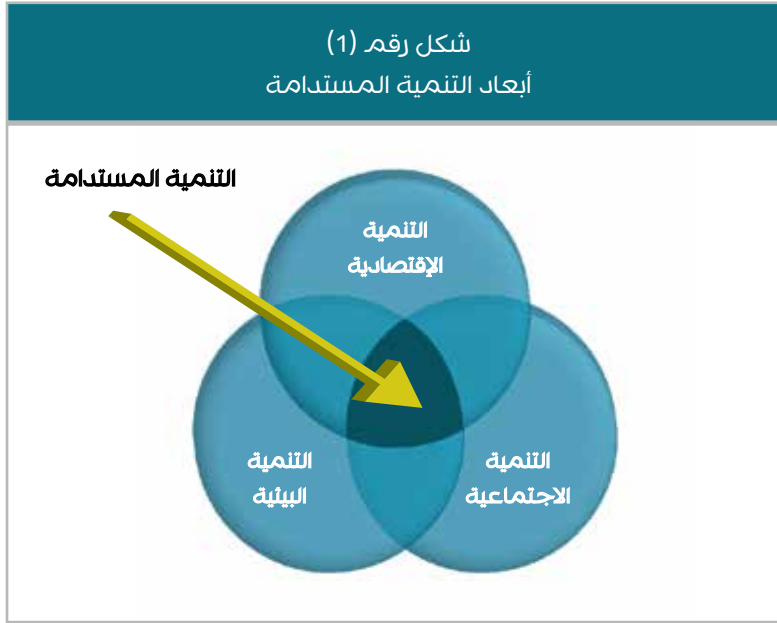 شكل رقم (1)
أبعاد التنمية المستدامة
التنمية المستدامة
التنمية
الإقتصادية
التنمية
البيئية
التنمية
الاجتماعية